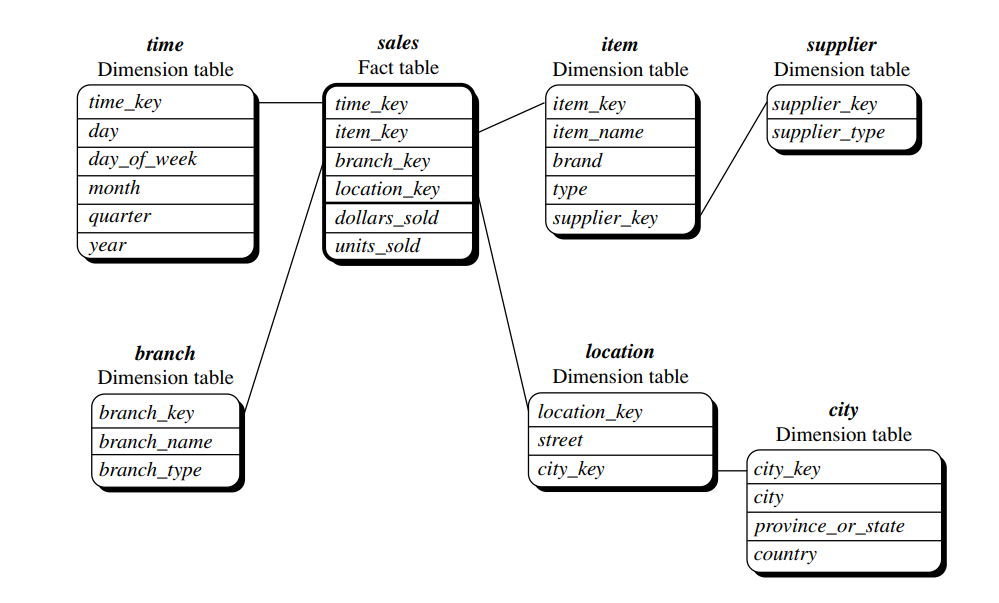 time
Dimension table
time_key
day
day_of_week
month
quarter
year
sales
Fact table
time_key
item_key
branch_key
location_key
dollars_sold
units_sold
item
Dimension table
item_key
item_name
brand
type
supplier_key
supplier
Dimension table
supplier_key
supplier_type
branch
Dimension table
branch_key
branch_name
branch_type
location
Dimension table
location_key
street
city_key
city
Dimension table
city_key
city
province_or_state
country